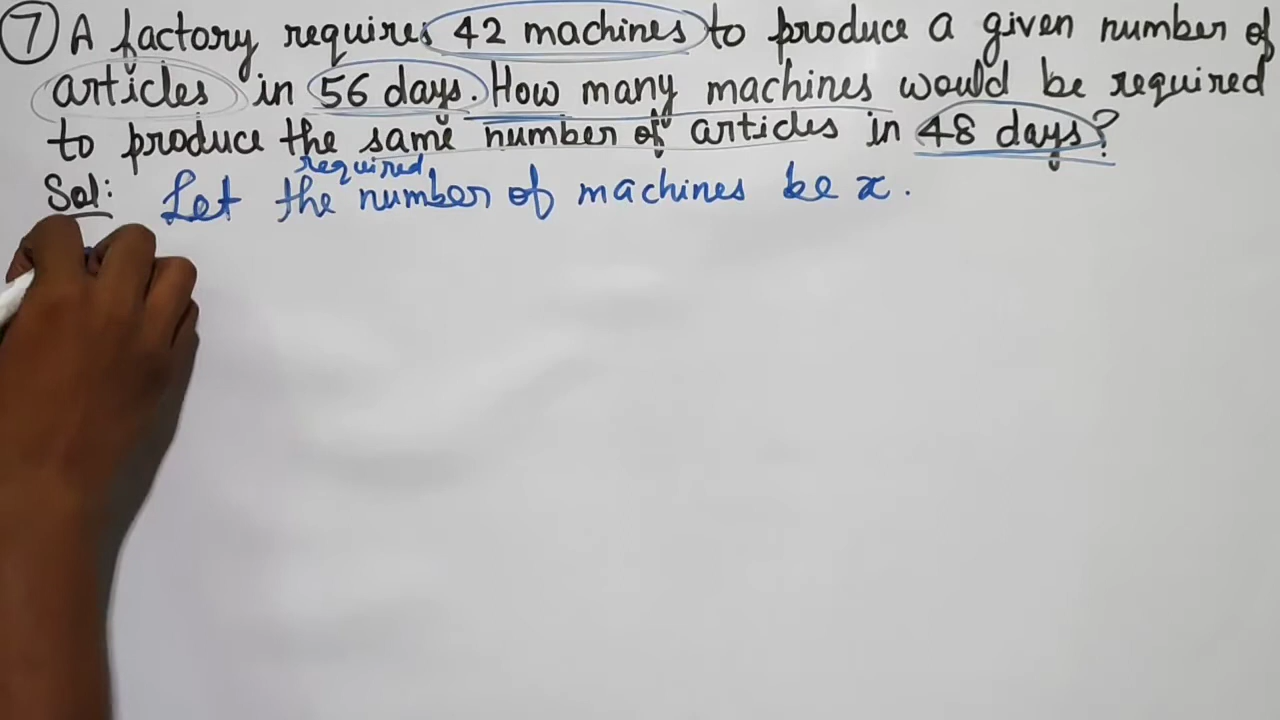 7 A factory requires 42 machines to produce a given number of
articles in 56 days. How many machines would be required
to produce the same number of articles in 48 days?
Sol: Let the required number of machines be x.